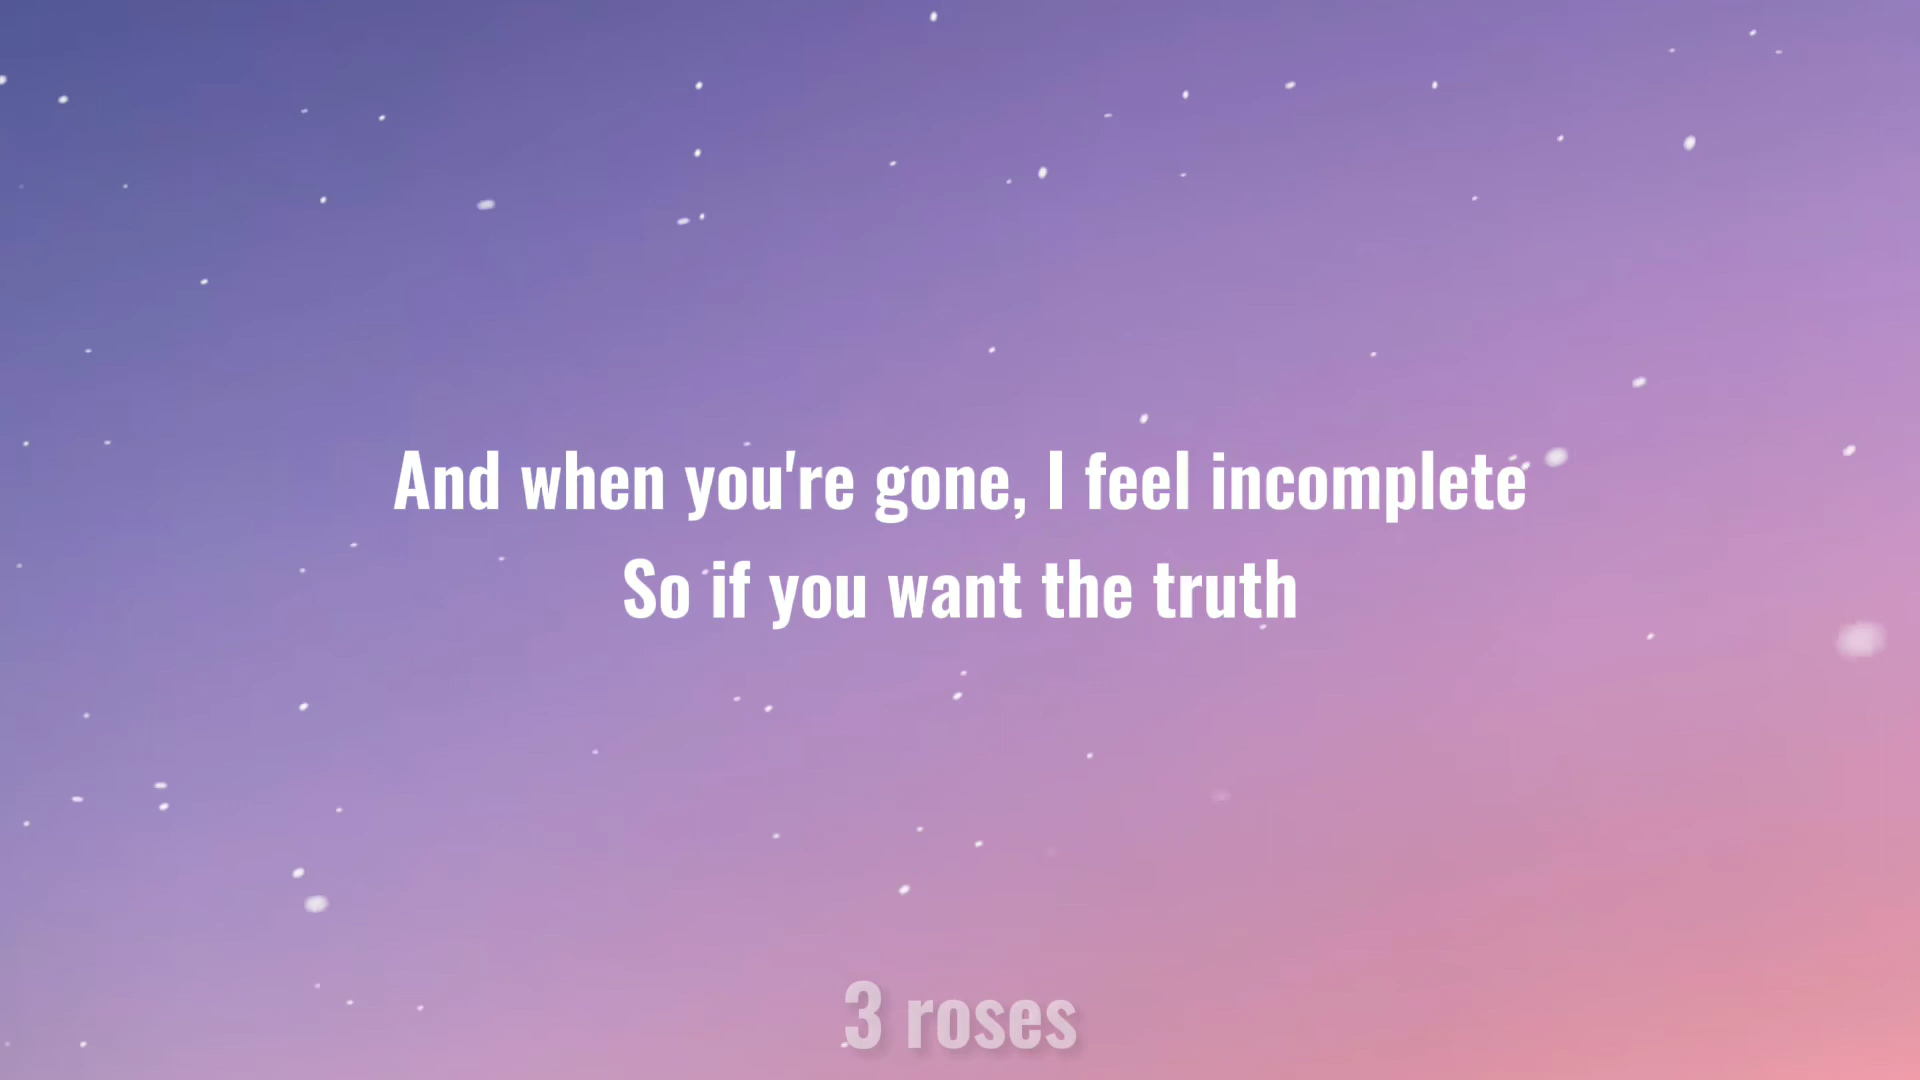 And when you're gone, I feel incomplete
So if you want the truth
3 roses